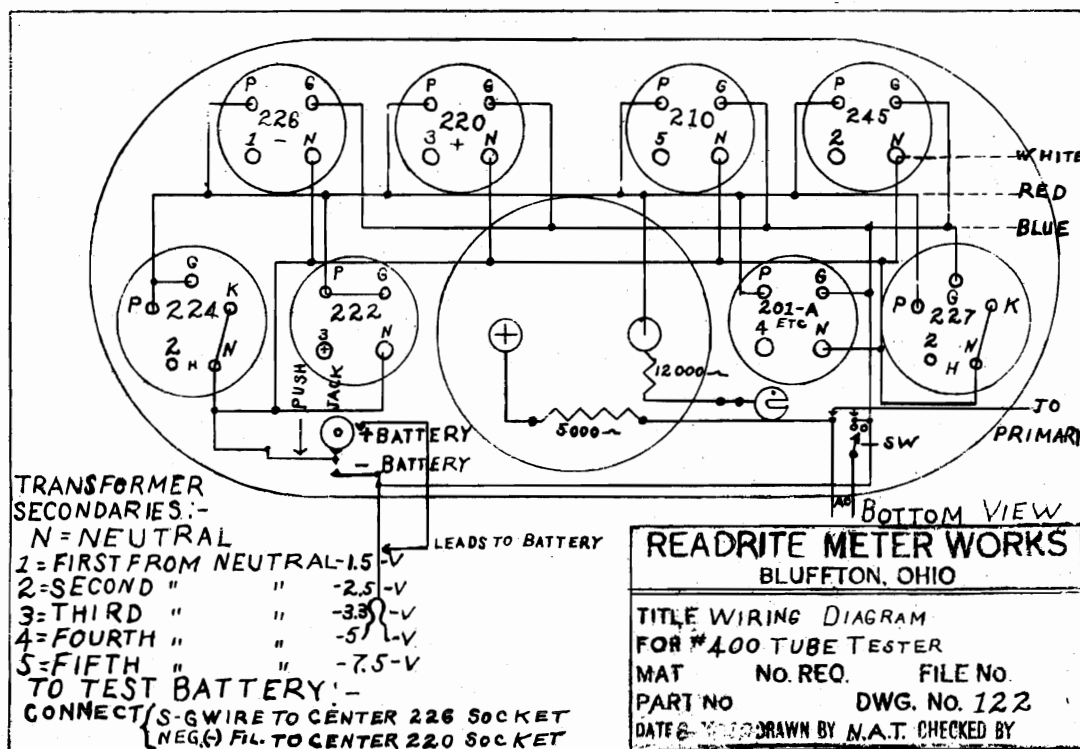 P G P G P G P G
226 220 210 245
1 - N 3 + N 5 N 2 N
WHITE
RED
BLUE
G K P G P G G K
P 224 222 201-A P 227
ETC
2 H N 3 + N 4 N 2 H N
PUSH
JACK
12000~
5000~
+ BATTERY
- BATTERY
TO
PRIMARY
SW
AC
BOTTOM VIEW
LEADS TO BATTERY
TRANSFORMER
SECONDARIES:-
N = NEUTRAL
1 = FIRST FROM NEUTRAL -1.5-V
2 = SECOND " " -2.5-V
3 = THIRD " " -3.3-V
4 = FOURTH " " -5-V
5 = FIFTH " " -7.5-V
TO TEST BATTERY:-
CONNECT { S-G WIRE TO CENTER 226 SOCKET
NEG.(-) FIL. TO CENTER 220 SOCKET
READRITE METER WORKS
BLUFFTON, OHIO
TITLE WIRING DIAGRAM
FOR #400 TUBE TESTER
MAT NO. REQ. FILE NO.
PART NO DWG. NO. 122
DATE DRAWN BY N.A.T. CHECKED BY